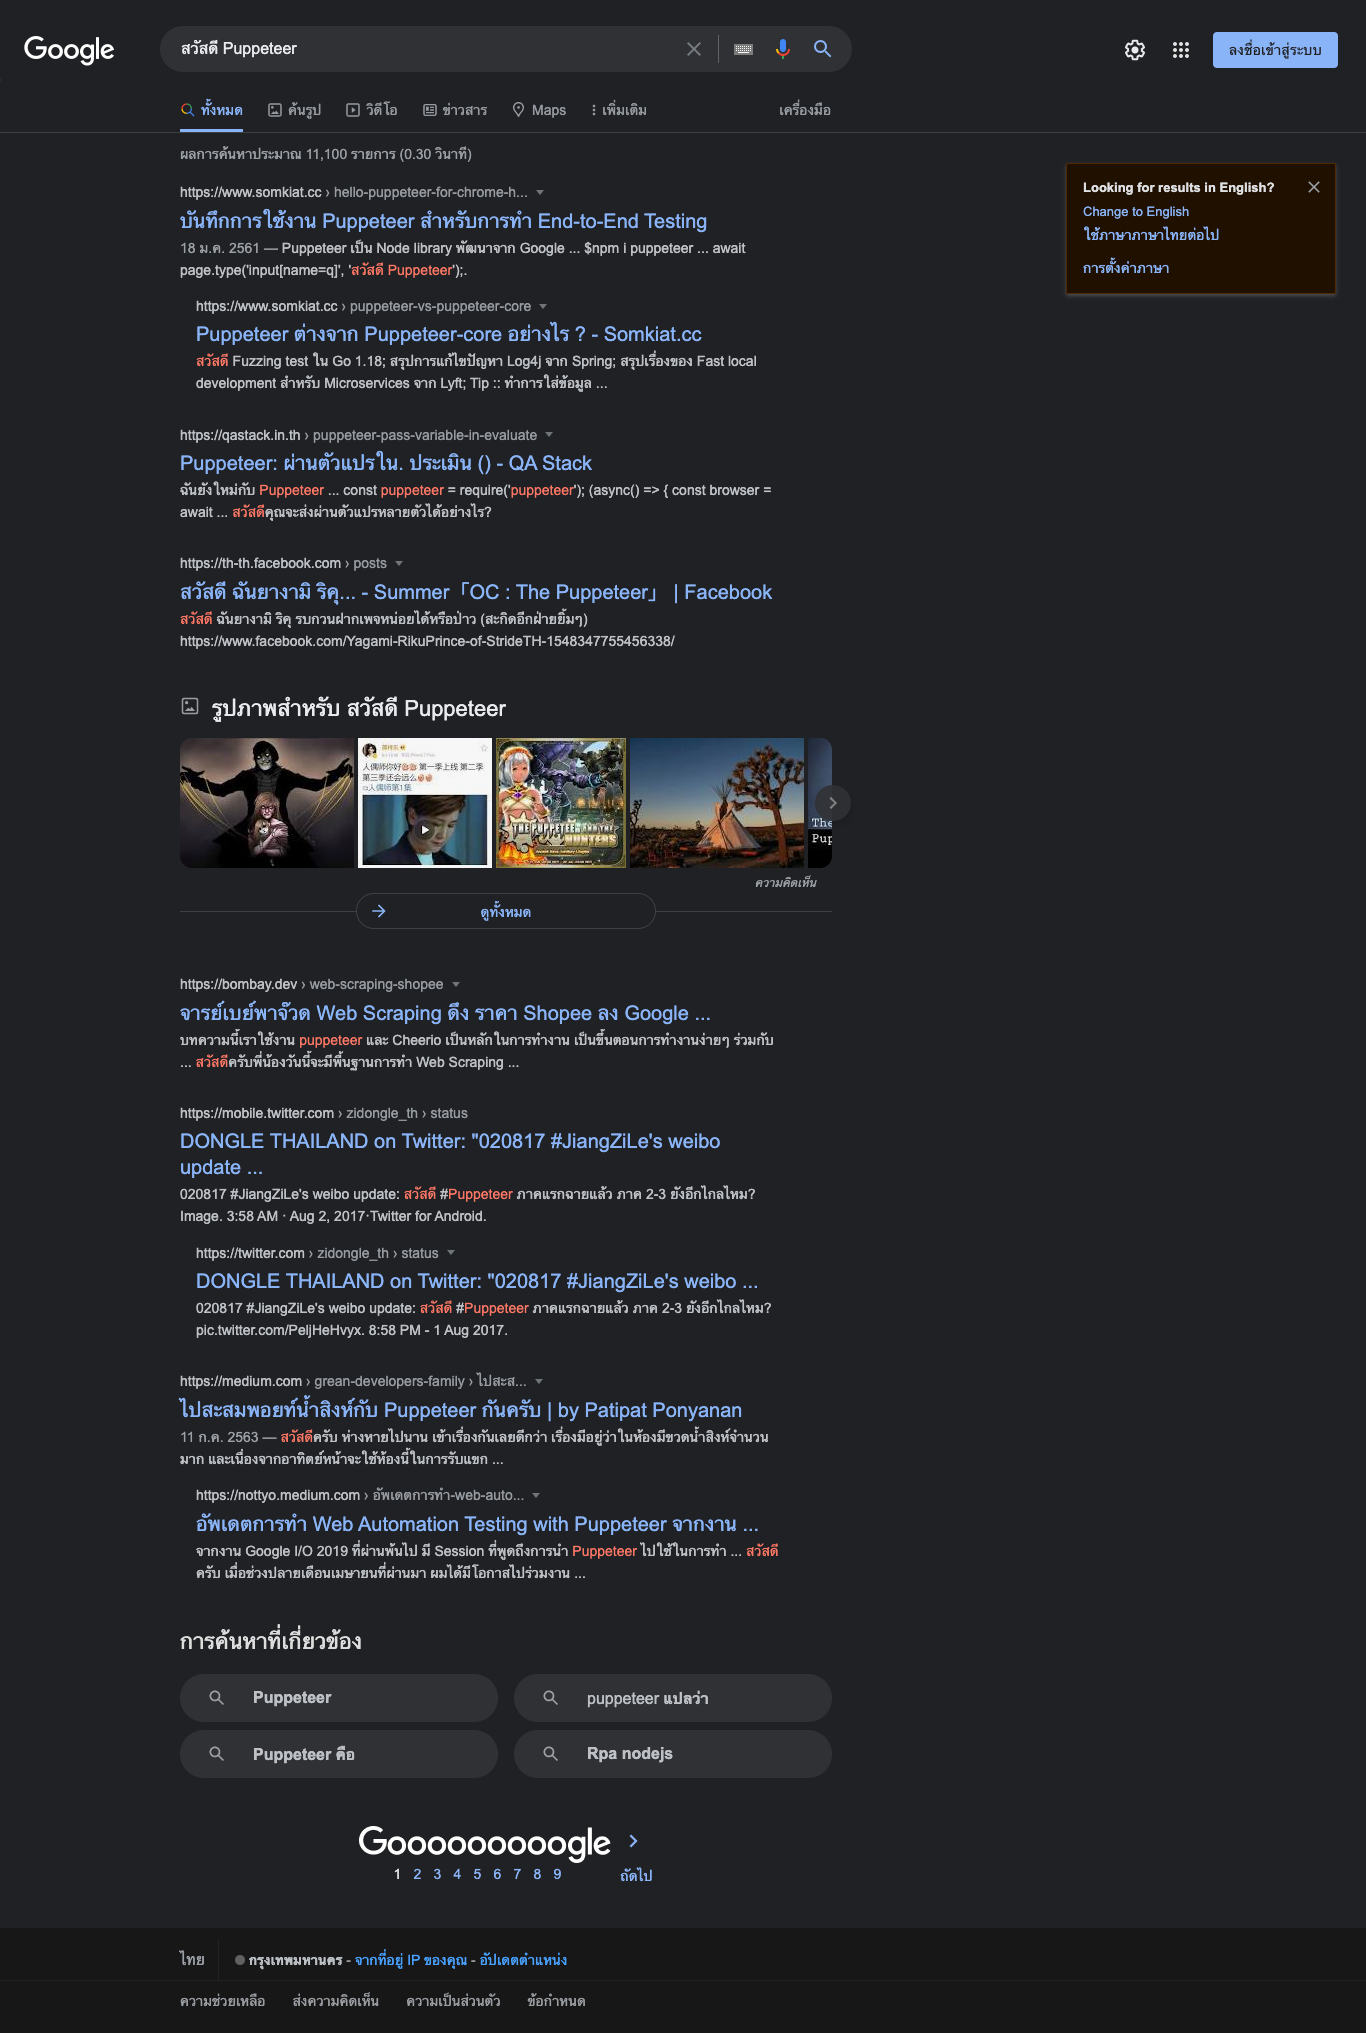 Google
สวัสดี Puppeteer
ลงชื่อเข้าสู่ระบบ
ทั้งหมด ค้นรูป วิดีโอ ข่าวสาร Maps เพิ่มเติม เครื่องมือ
ผลการค้นหาประมาณ 11,100 รายการ (0.30 วินาที)
Looking for results in English?
Change to English
ใช้ภาษาภาษาไทยต่อไป
การตั้งค่าภาษา
https://www.somkiat.cc › hello-puppeteer-for-chrome-h...
บันทึกการใช้งาน Puppeteer สำหรับการทำ End-to-End Testing
18 ม.ค. 2561 — Puppeteer เป็น Node library พัฒนาจาก Google ... $npm i puppeteer ... await
page.type('input[name=q]', 'สวัสดี Puppeteer');.
https://www.somkiat.cc › puppeteer-vs-puppeteer-core
Puppeteer ต่างจาก Puppeteer-core อย่างไร ? - Somkiat.cc
สวัสดี Fuzzing test ใน Go 1.18; สรุปการแก้ไขปัญหา Log4j จาก Spring; สรุปเรื่องของ Fast local
development สำหรับ Microservices จาก Lyft; Tip :: ทำการใส่ข้อมูล ...
https://qastack.in.th › puppeteer-pass-variable-in-evaluate
Puppeteer: ผ่านตัวแปรใน. ประเมิน () - QA Stack
ฉันยังใหม่กับ Puppeteer ... const puppeteer = require('puppeteer'); (async() => { const browser =
await ... สวัสดีคุณจะส่งผ่านตัวแปรหลายตัวได้อย่างไร?
https://th-th.facebook.com › posts
สวัสดี ฉันยางามิ ริคุ... - Summer「OC : The Puppeteer」 | Facebook
สวัสดี ฉันยางามิ ริคุ รบกวนฝากเพจหน่อยได้หรือป่าว (สะกิดอีกฝ่ายยิ้มๆ)
https://www.facebook.com/Yagami-RikuPrince-of-StrideTH-1548347755456338/
รูปภาพสำหรับ สวัสดี Puppeteer
人偶师你好 第一季上线 第二季
第三季还会远么
人偶师第1集
THE PUPPETEER AND THE
HUNTERS
The
Pup
ความคิดเห็น
ดูทั้งหมด
https://bombay.dev › web-scraping-shopee
จารย์เบย์พาจ๊วด Web Scraping ดึง ราคา Shopee ลง Google ...
บทความนี้เราใช้งาน puppeteer และ Cheerio เป็นหลักในการทำงาน เป็นขึ้นตอนการทำงานง่ายๆ ร่วมกับ
... สวัสดีครับพี่น้องวันนี้จะมีพื้นฐานการทำ Web Scraping ...
https://mobile.twitter.com › zidongle_th › status
DONGLE THAILAND on Twitter: "020817 #JiangZiLe's weibo
update ...
020817 #JiangZiLe's weibo update: สวัสดี #Puppeteer ภาคแรกฉายแล้ว ภาค 2-3 ยังอีกไกลไหม?
Image. 3:58 AM · Aug 2, 2017·Twitter for Android.
https://twitter.com › zidongle_th › status
DONGLE THAILAND on Twitter: "020817 #JiangZiLe's weibo ...
020817 #JiangZiLe's weibo update: สวัสดี #Puppeteer ภาคแรกฉายแล้ว ภาค 2-3 ยังอีกไกลไหม?
pic.twitter.com/PeljHeHvyx. 8:58 PM - 1 Aug 2017.
https://medium.com › grean-developers-family › ไปสะส...
ไปสะสมพอยท์น้ำสิงห์กับ Puppeteer กันครับ | by Patipat Ponyanan
11 ก.ค. 2563 — สวัสดีครับ ห่างหายไปนาน เข้าเรื่องกันเลยดีกว่า เรื่องมีอยู่ว่าในห้องมีขวดน้ำสิงห์จำนวน
มาก และเนื่องจากอาทิตย์หน้าจะใช้ห้องนี้ในการรับแขก ...
https://nottyo.medium.com › อัพเดตการทำ-web-auto...
อัพเดตการทำ Web Automation Testing with Puppeteer จากงาน ...
จากงาน Google I/O 2019 ที่ผ่านพ้นไป มี Session ที่พูดถึงการนำ Puppeteer ไปใช้ในการทำ ... สวัสดี
ครับ เมื่อช่วงปลายเดือนเมษายนที่ผ่านมา ผมได้มีโอกาสไปร่วมงาน ...
การค้นหาที่เกี่ยวข้อง
Puppeteer
puppeteer แปลว่า
Puppeteer คือ
Rpa nodejs
Goooooooooogle
1 2 3 4 5 6 7 8 9 ถัดไป
ไทย กรุงเทพมหานคร - จากที่อยู่ IP ของคุณ - อัปเดตตำแหน่ง
ความช่วยเหลือ ส่งความคิดเห็น ความเป็นส่วนตัว ข้อกำหนด